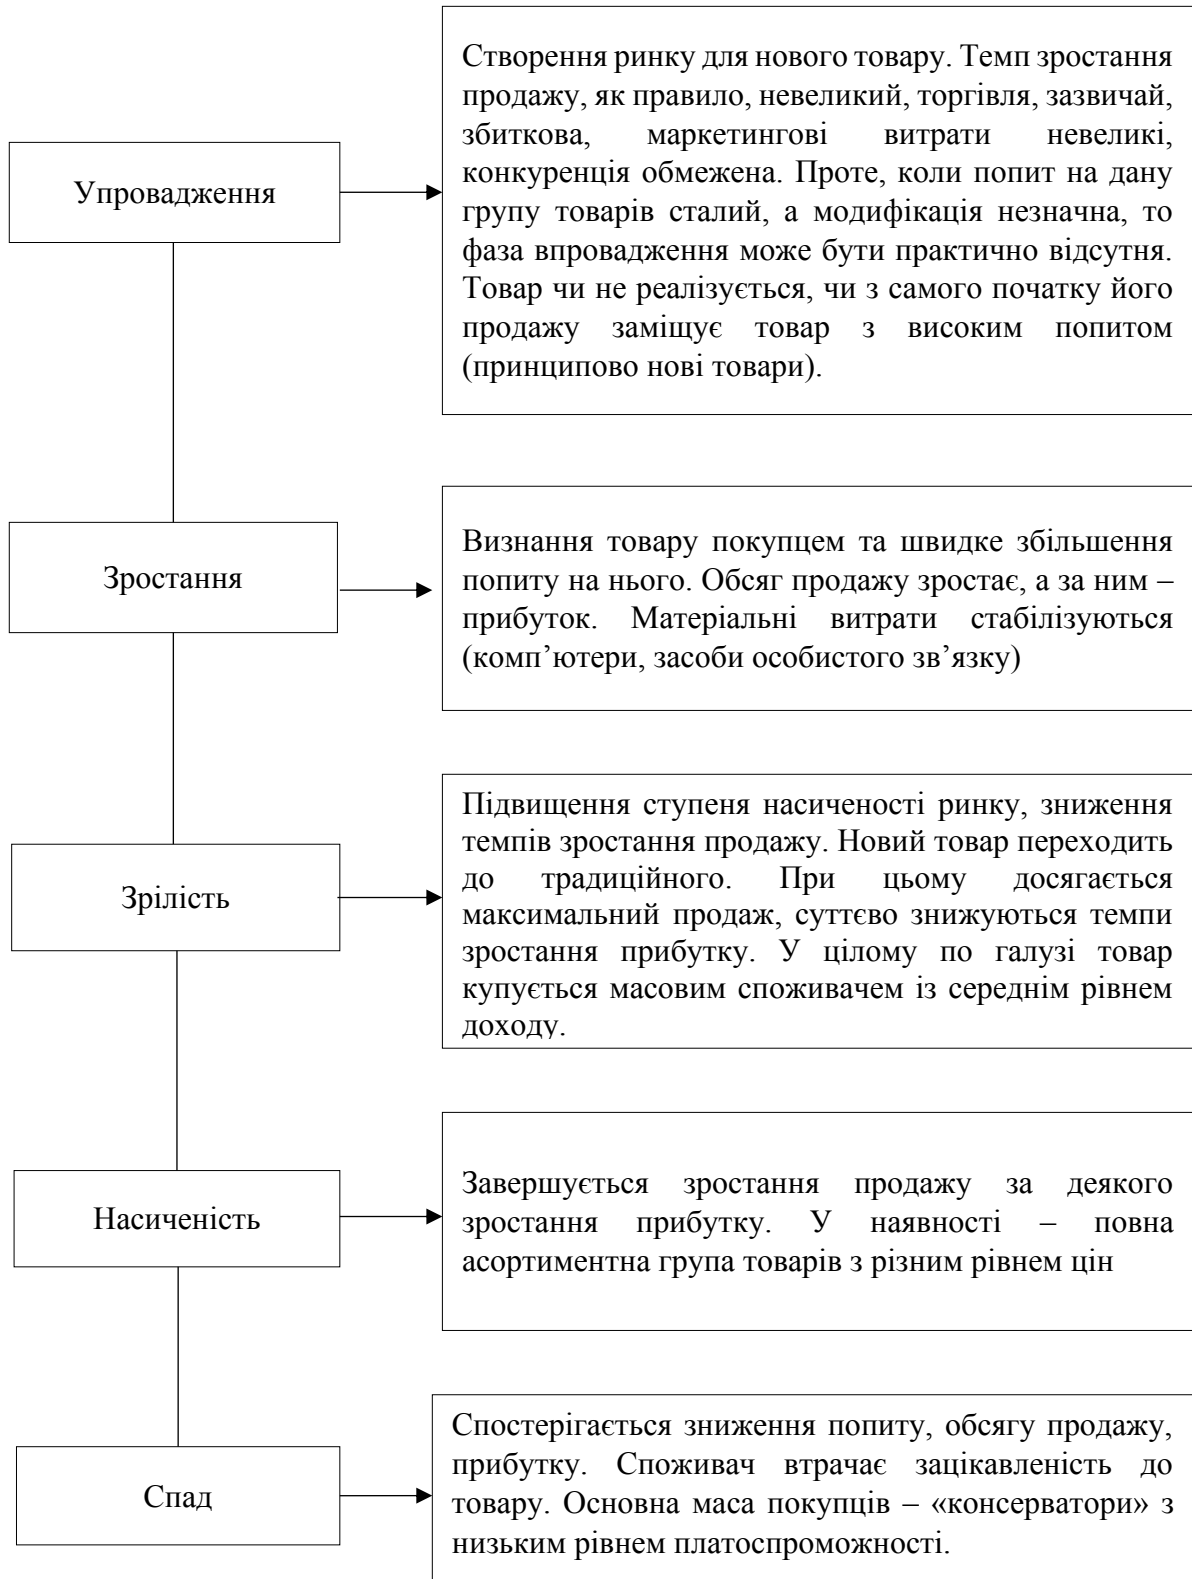 Упровадження
Створення ринку для нового товару. Темп зростання
продажу, як правило, невеликий, торгівля, зазвичай,
збиткова, маркетингові витрати невеликі,
конкуренція обмежена. Проте, коли попит на дану
групу товарів сталий, а модифікація незначна, то
фаза впровадження може бути практично відсутня.
Товар чи не реалізується, чи з самого початку його
продажу заміщує товар з високим попитом
(принципово нові товари).
Зростання
Визнання товару покупцем та швидке збільшення
попиту на нього. Обсяг продажу зростає, а за ним –
прибуток. Матеріальні витрати стабілізуються
(комп’ютери, засоби особистого зв’язку)
Зрілість
Підвищення ступеня насиченості ринку, зниження
темпів зростання продажу. Новий товар переходить
до традиційного. При цьому досягається
максимальний продаж, суттєво знижуються темпи
зростання прибутку. У цілому по галузі товар
купується масовим споживачем із середнім рівнем
доходу.
Насиченість
Завершується зростання продажу за деякого
зростання прибутку. У наявності – повна
асортиментна група товарів з різним рівнем цін
Спад
Спостерігається зниження попиту, обсягу продажу,
прибутку. Споживач втрачає зацікавленість до
товару. Основна маса покупців – «консерватори» з
низьким рівнем платоспроможності.